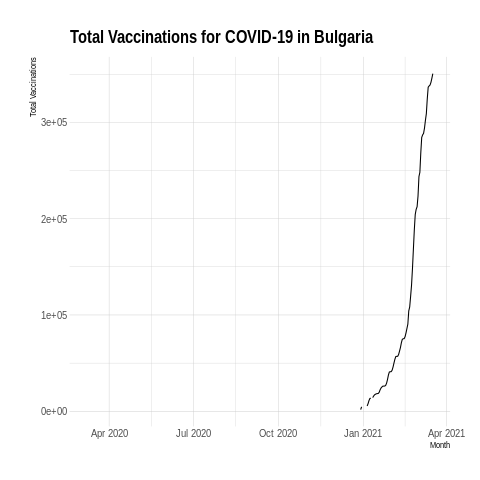 Total Vaccinations for COVID-19 in Bulgaria
Total Vaccinations
3e+05
2e+05
1e+05
0e+00
Apr 2020 Jul 2020 Oct 2020 Jan 2021 Apr 2021
Month